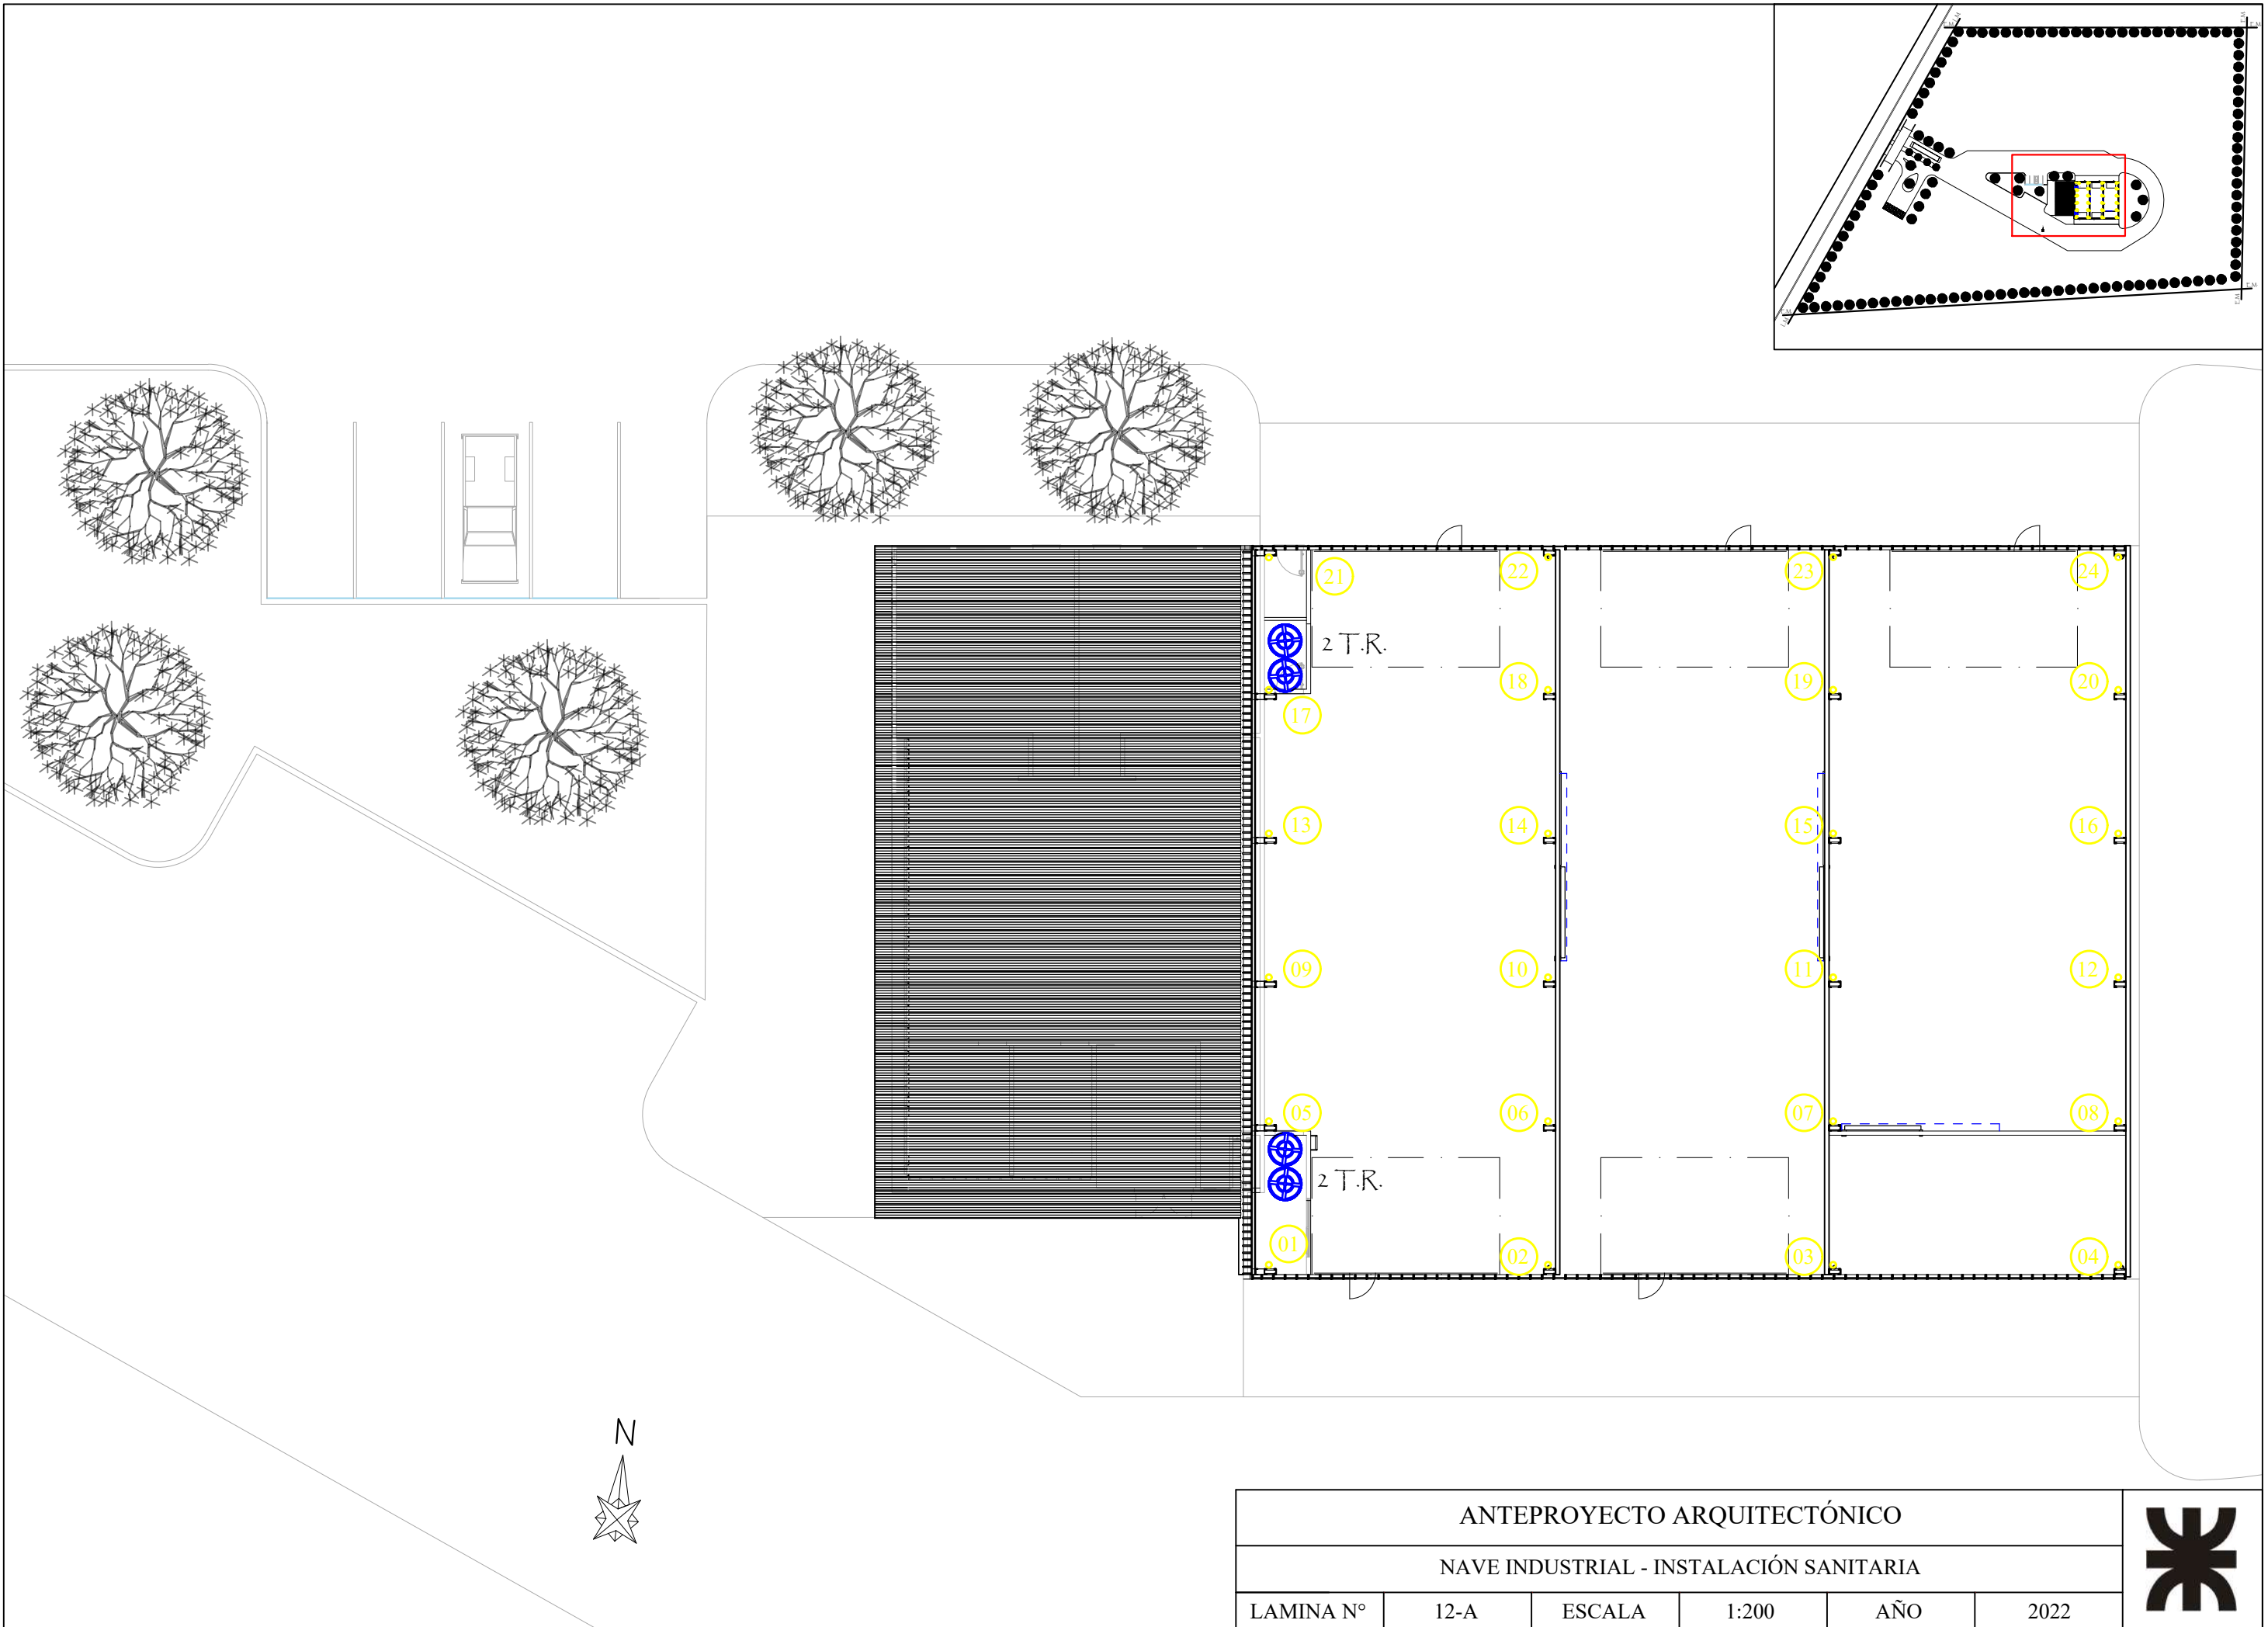 E.M
E.M
E.M
E.M
21
22
23
24
2 T.R.
18
19
20
17
13
14
15
16
09
10
11
12
05
06
07
08
2 T.R.
01
02
03
04
N
ANTEPROYECTO ARQUITECTÓNICO
NAVE INDUSTRIAL - INSTALACIÓN SANITARIA
LAMINA N° 12-A ESCALA 1:200 AÑO 2022